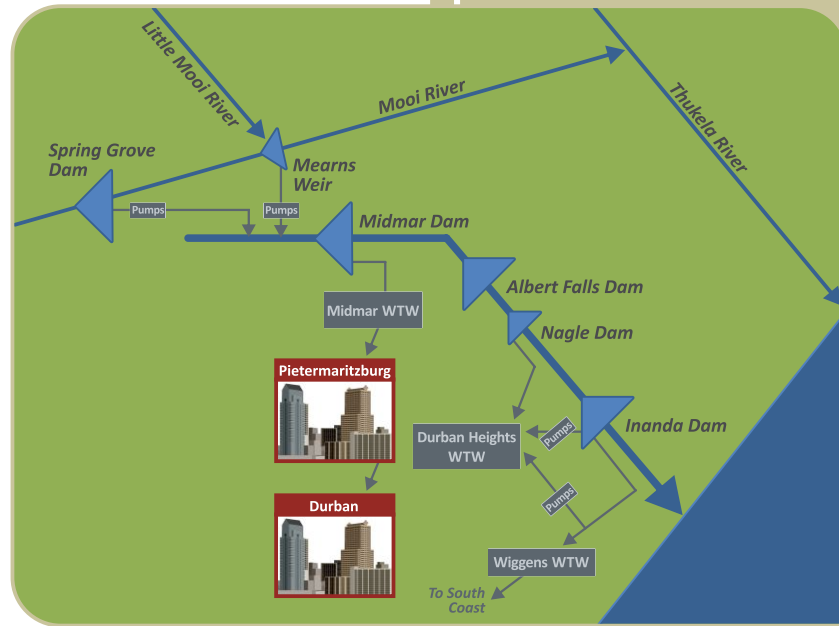 Little Mooi River
Mooi River
Thukela River
Spring Grove
Dam
Mearns
Weir
Pumps
Pumps
Midmar Dam
Albert Falls Dam
Midmar WTW
Nagle Dam
Pietermaritzburg
Inanda Dam
Durban Heights
WTW
Pumps
Pumps
Durban
Wiggens WTW
To South
Coast